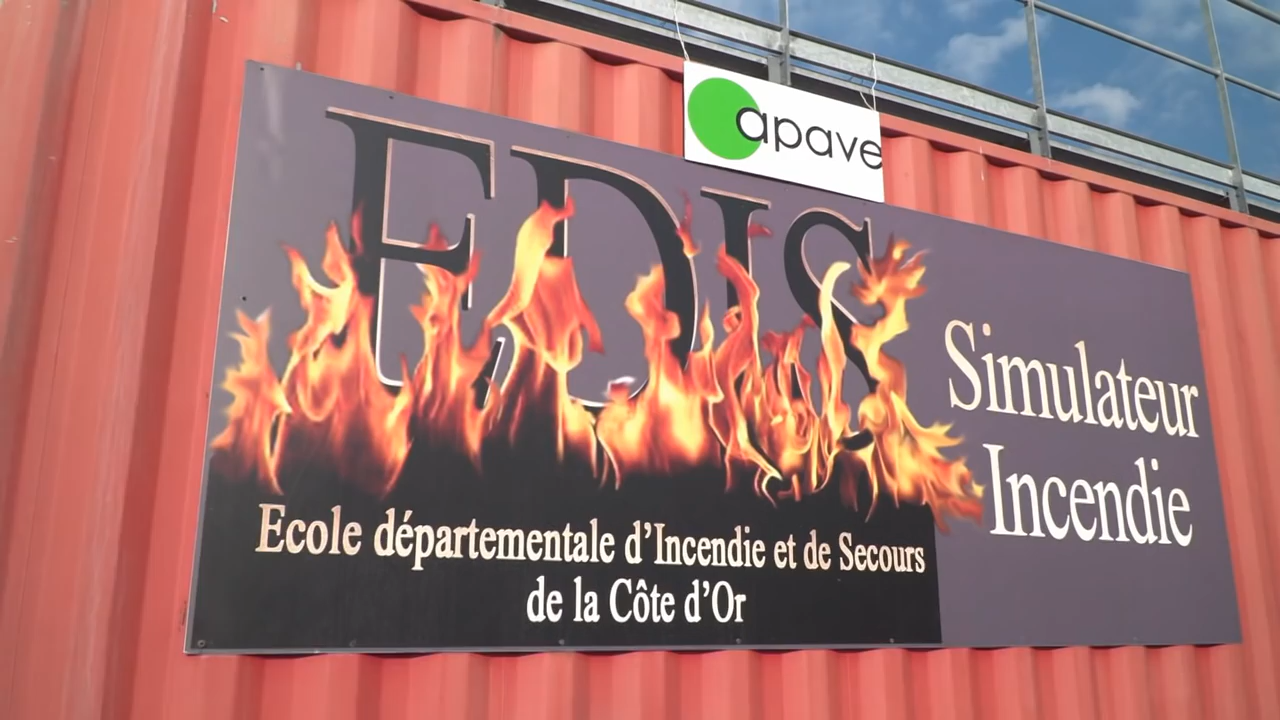 apave
EDIS
Simulateur
Incendie
Ecole départementale d'Incendie et de Secours
de la Côte d'Or